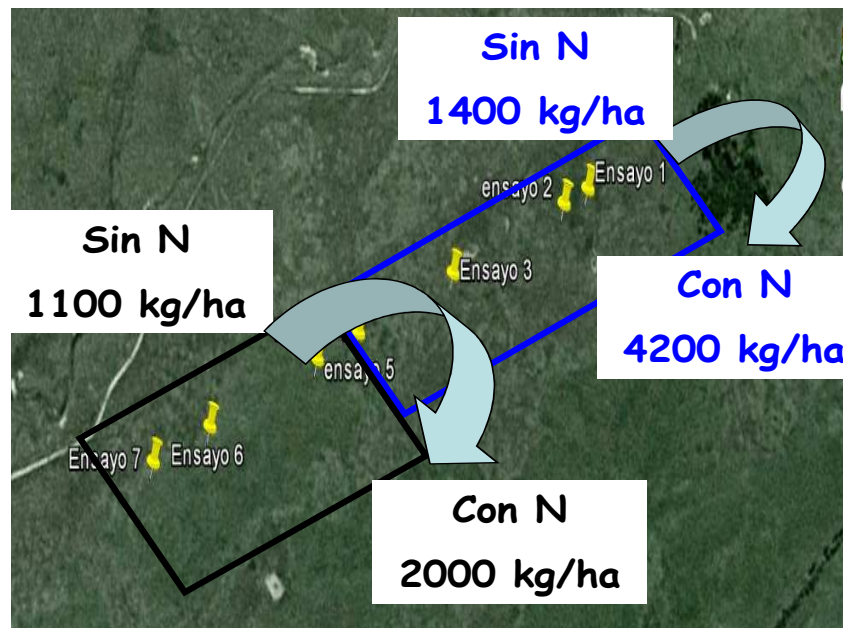 Sin N
1400 kg/ha
Ensayo 1
ensayo 2
Ensayo 3
Sin N
1100 kg/ha
Con N
4200 kg/ha
ensayo 5
Ensayo 6
Ensayo 7
Con N
2000 kg/ha